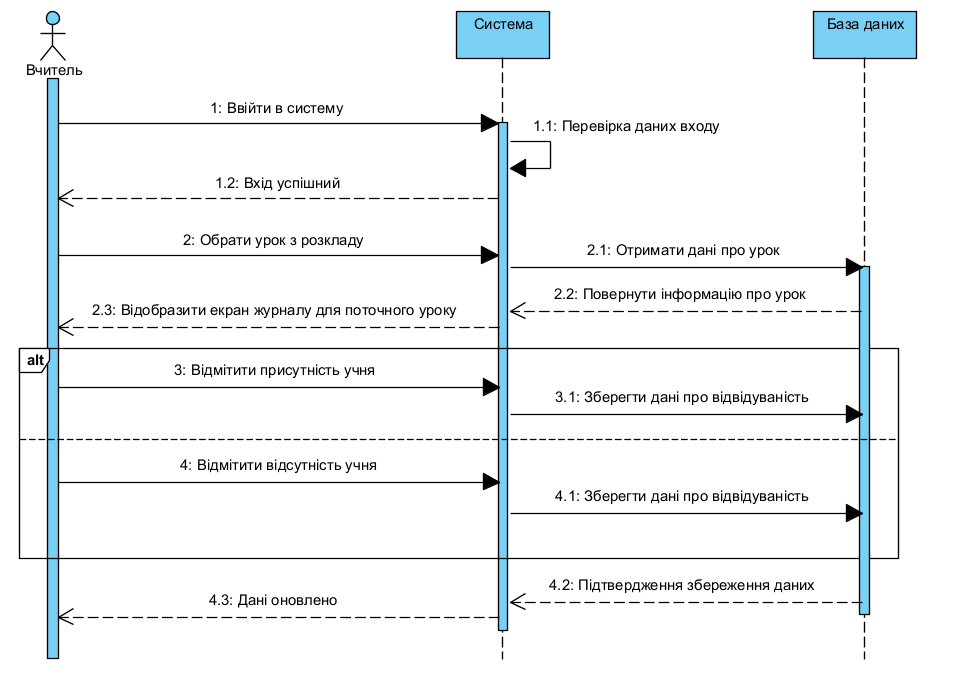 Система
База даних
Вчитель
1: Ввійти в систему
1.1: Перевірка даних входу
1.2: Вхід успішний
2: Обрати урок з розкладу
2.1: Отримати дані про урок
2.2: Повернути інформацію про урок
2.3: Відобразити екран журналу для поточного уроку
alt
3: Відмітити присутність учня
3.1: Зберегти дані про відвідуваність
4: Відмітити відсутність учня
4.1: Зберегти дані про відвідуваність
4.2: Підтвердження збереження даних
4.3: Дані оновлено